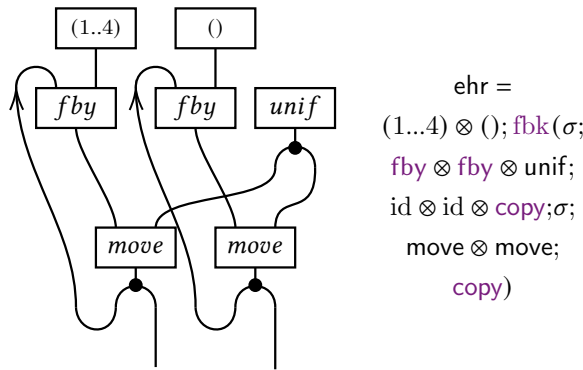 (1..4) ()
fby fby unif
move move
ehr =
(1...4) ⊗ (); fbk(σ;
fby ⊗ fby ⊗ unif;
id ⊗ id ⊗ copy;σ;
move ⊗ move;
copy)